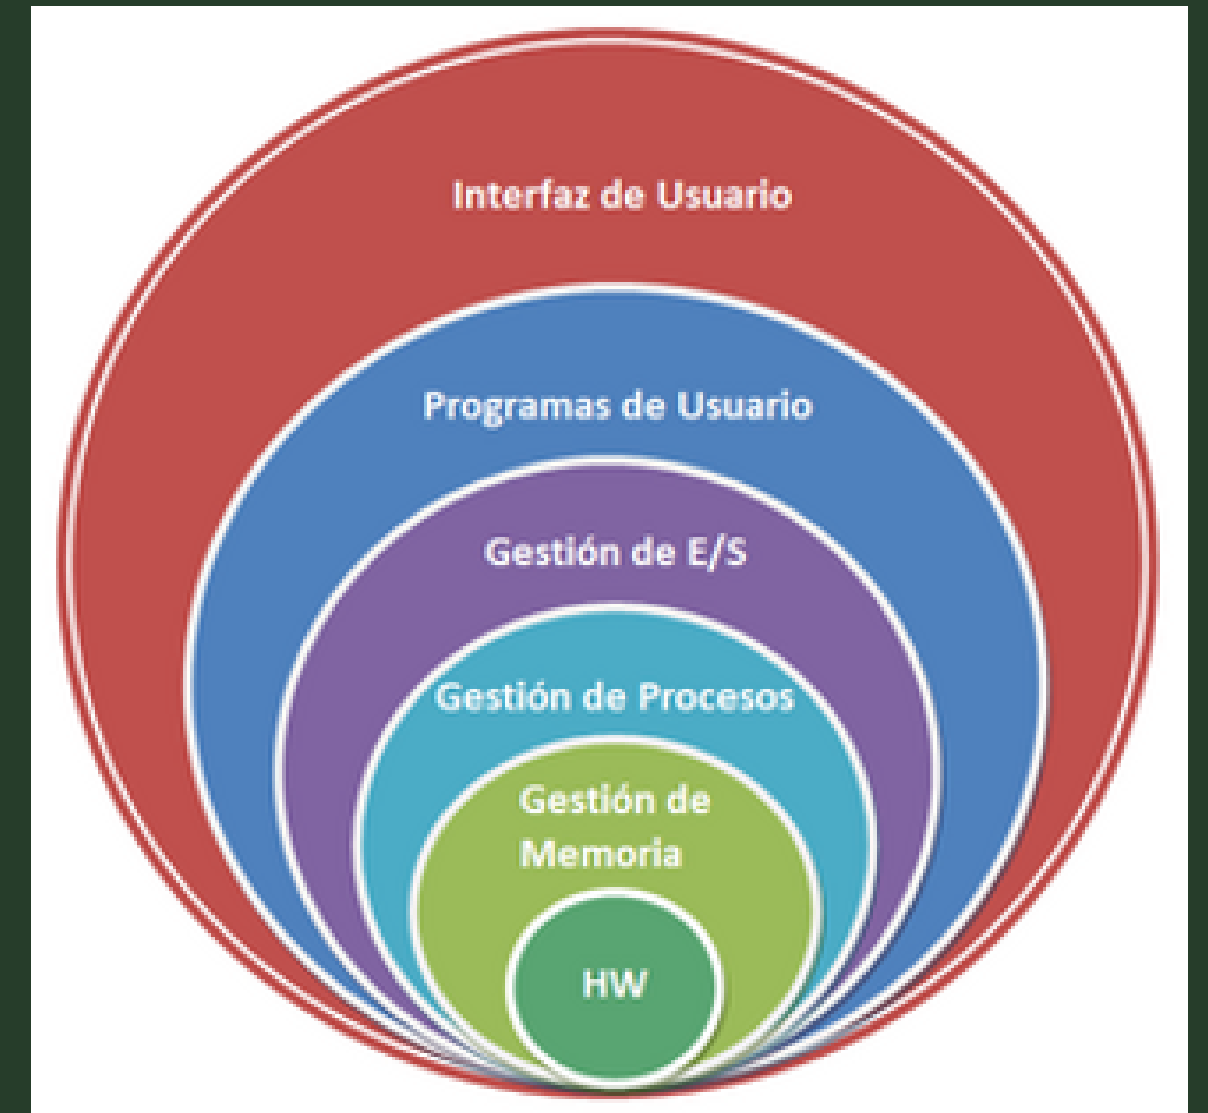 Interfaz de Usuario
Programas de Usuario
Gestión de E/S
Gestión de Procesos
Gestión de
Memoria
HW